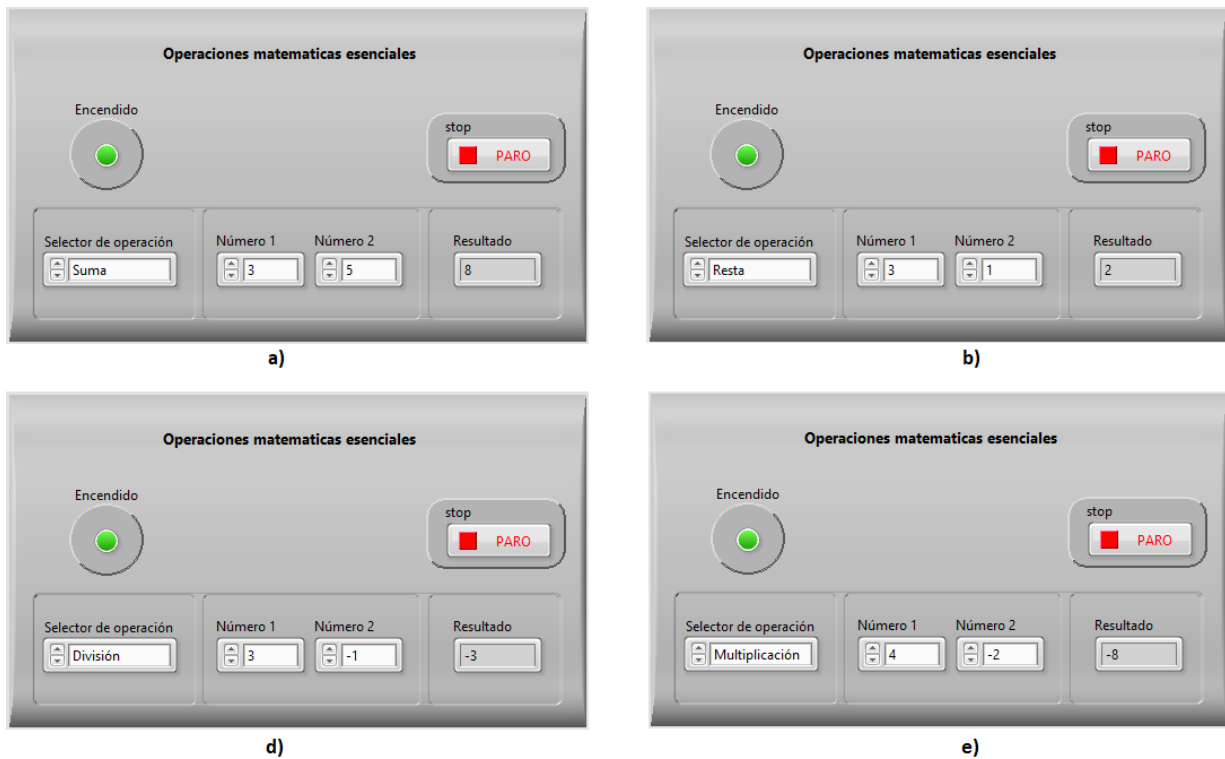 Operaciones matematicas esenciales
Encendido
stop
PARO
Selector de operación
Número 1
Número 2
Resultado
Suma
3
5
8
a)
Operaciones matematicas esenciales
Encendido
stop
PARO
Selector de operación
Número 1
Número 2
Resultado
Resta
3
1
2
b)
Operaciones matematicas esenciales
Encendido
stop
PARO
Selector de operación
Número 1
Número 2
Resultado
División
3
-1
-3
d)
Operaciones matematicas esenciales
Encendido
stop
PARO
Selector de operación
Número 1
Número 2
Resultado
Multiplicación
4
-2
-8
e)